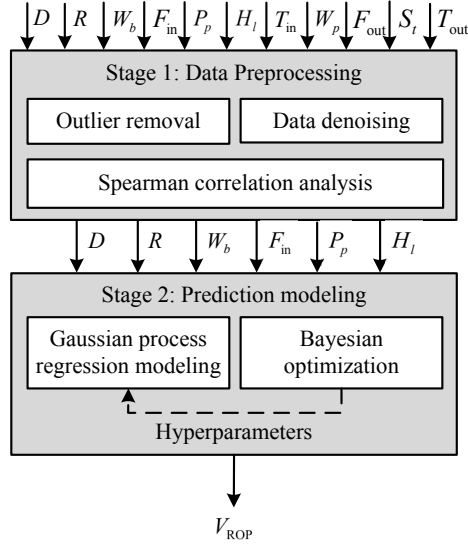 D R W_b F_in P_p H_l T_in W_p F_out S_t T_out
Stage 1: Data Preprocessing
Outlier removal Data denoising
Spearman correlation analysis
D R W_b F_in P_p H_l
Stage 2: Prediction modeling
Gaussian process
regression modeling
Bayesian
optimization
Hyperparameters
V_ROP